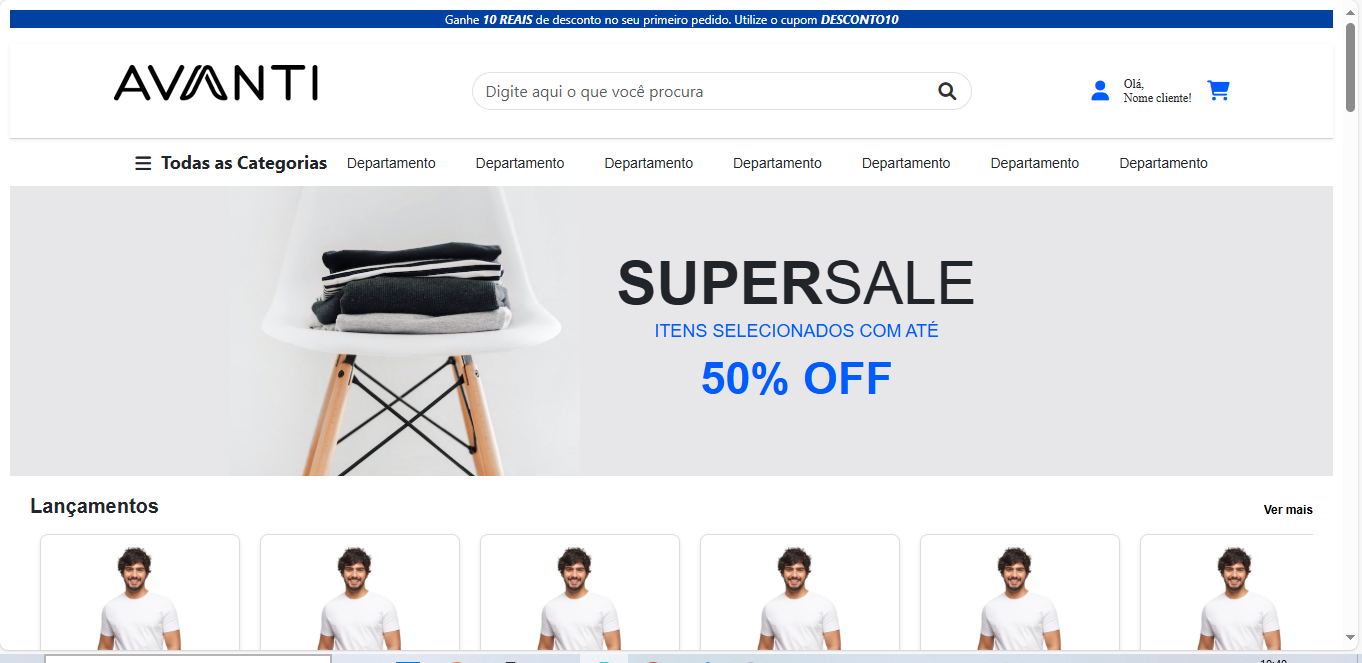 Ganhe 10 REAIS de desconto no seu primeiro pedido. Utilize o cupom DESCONTO10
AVANTI
Digite aqui o que você procura
Olá,
Nome cliente!
Todas as Categorias Departamento Departamento Departamento Departamento Departamento Departamento Departamento
SUPERSALE
ITENS SELECIONADOS COM ATÉ
50% OFF
Lançamentos
Ver mais